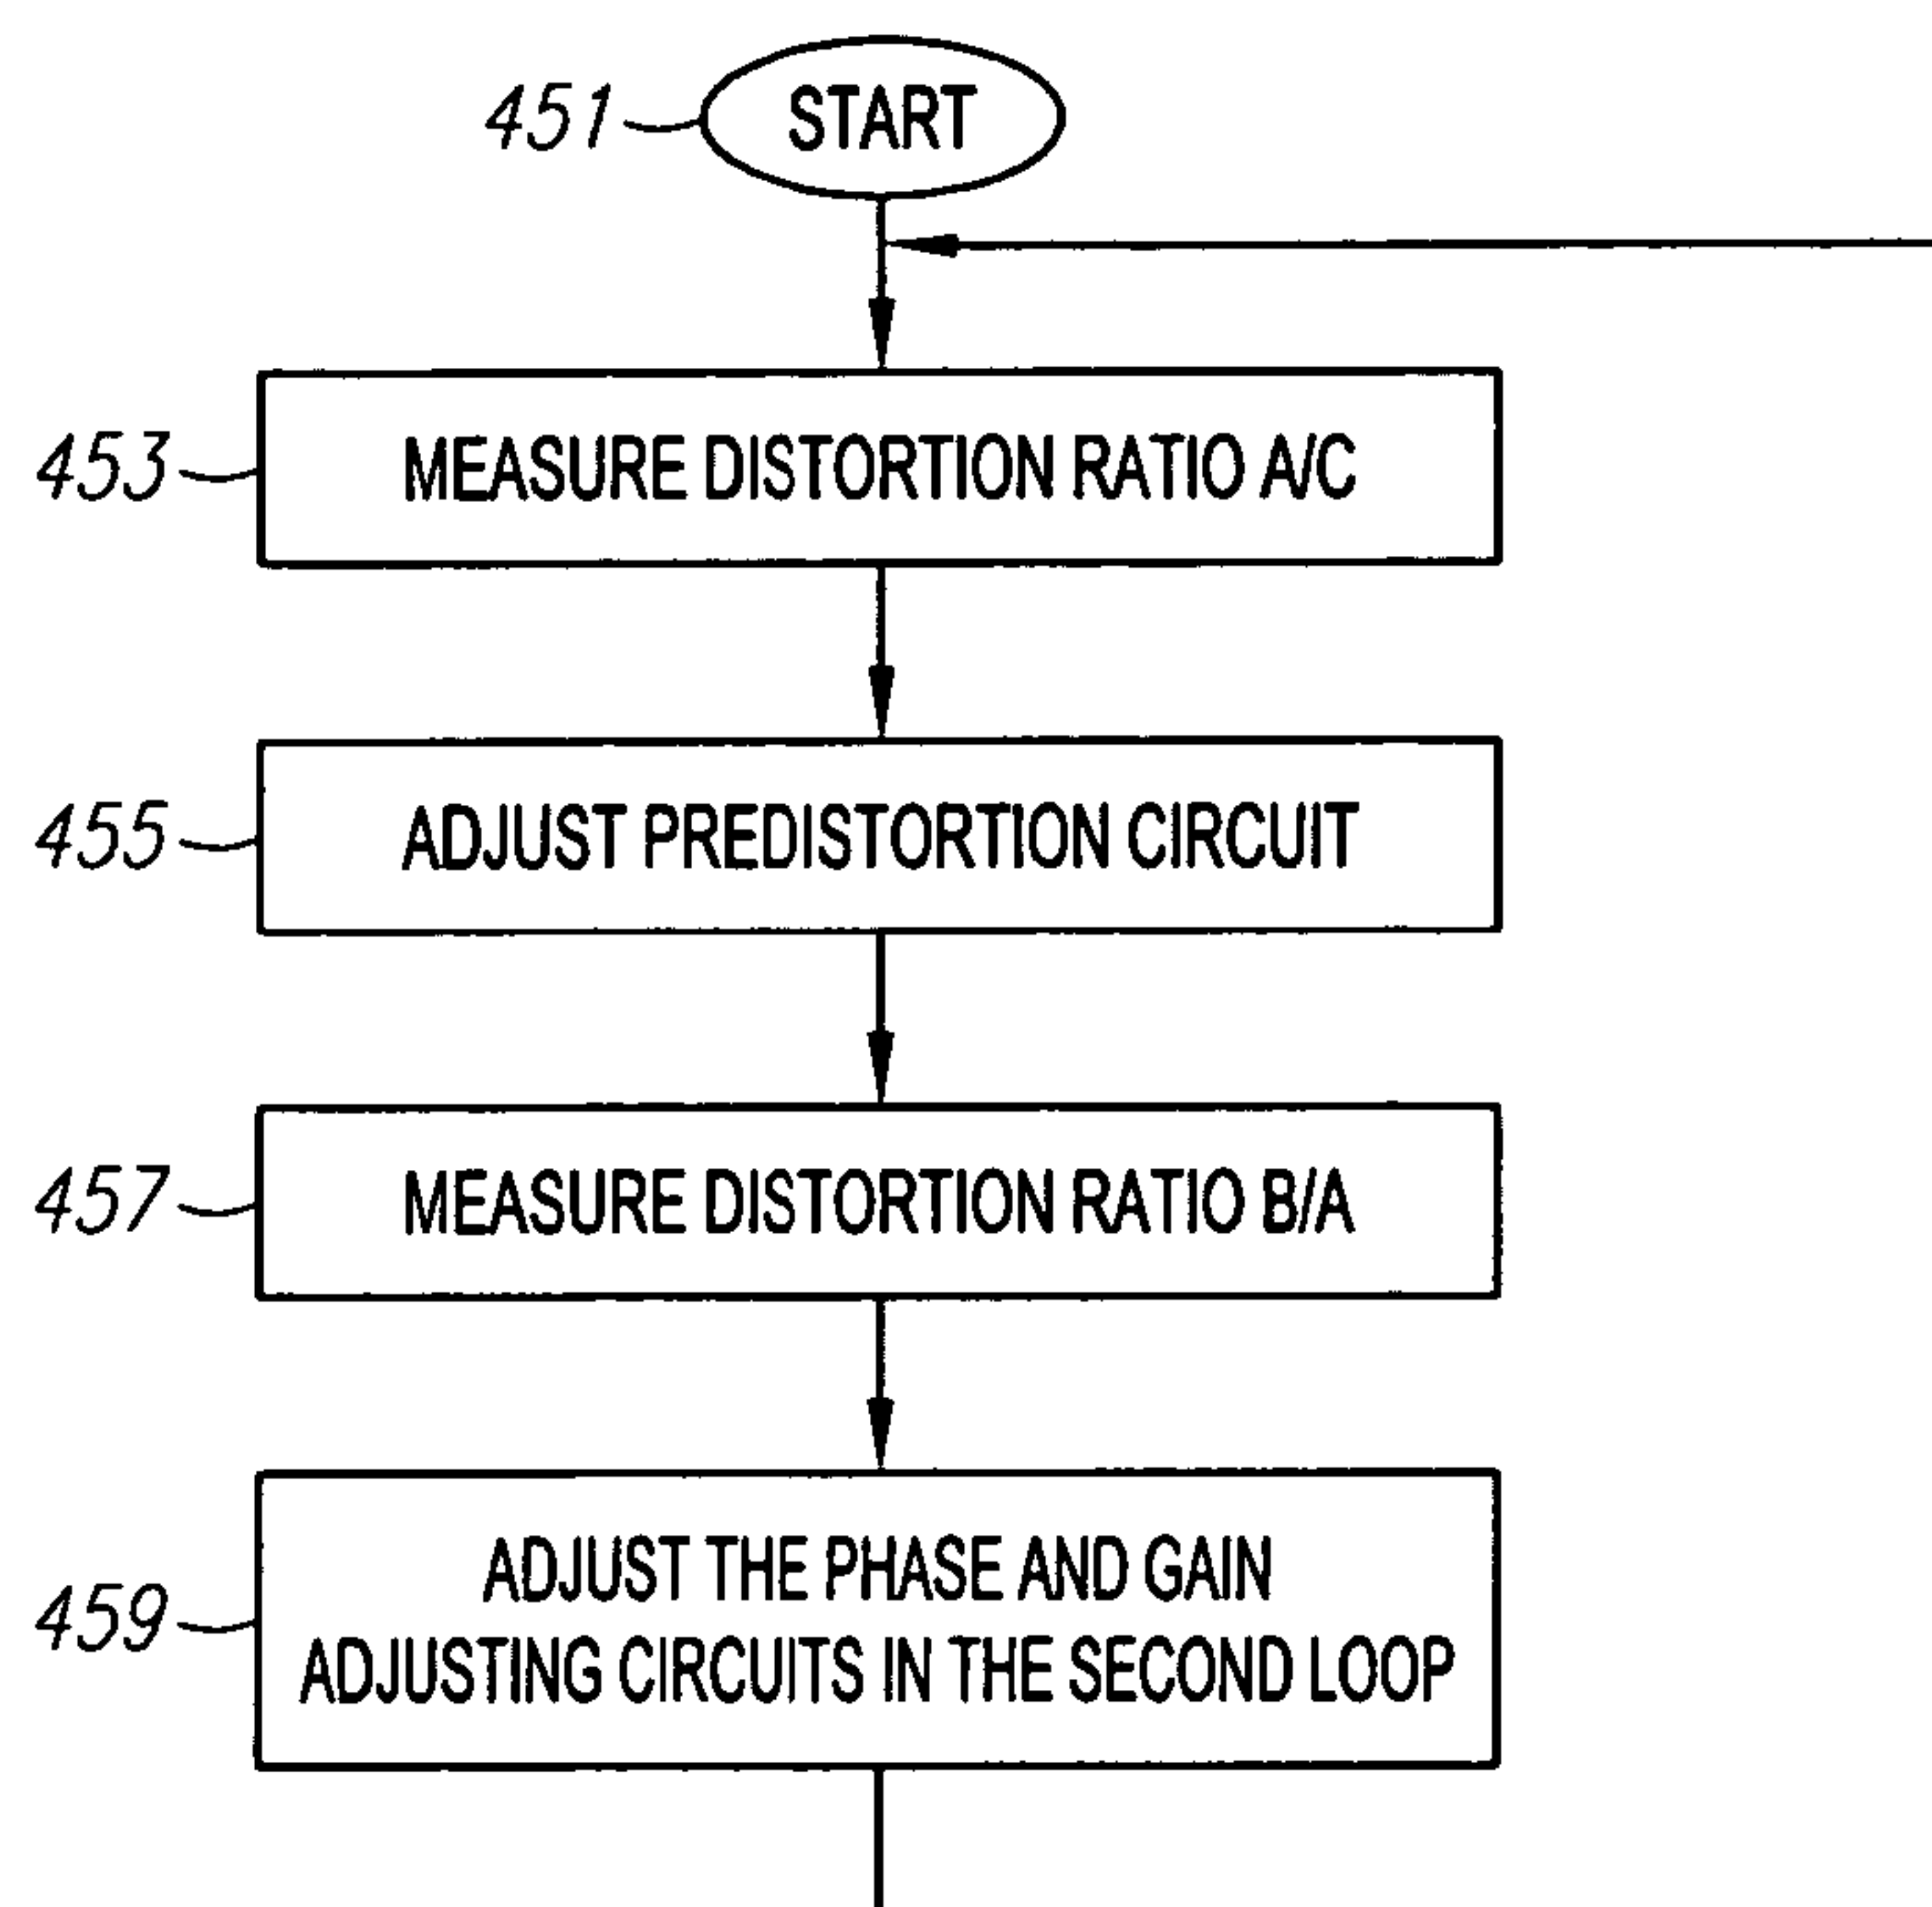 451 START
453 MEASURE DISTORTION RATIO A/C
455 ADJUST PREDISTORTION CIRCUIT
457 MEASURE DISTORTION RATIO B/A
ADJUST THE PHASE AND GAIN
459 ADJUSTING CIRCUITS IN THE SECOND LOOP